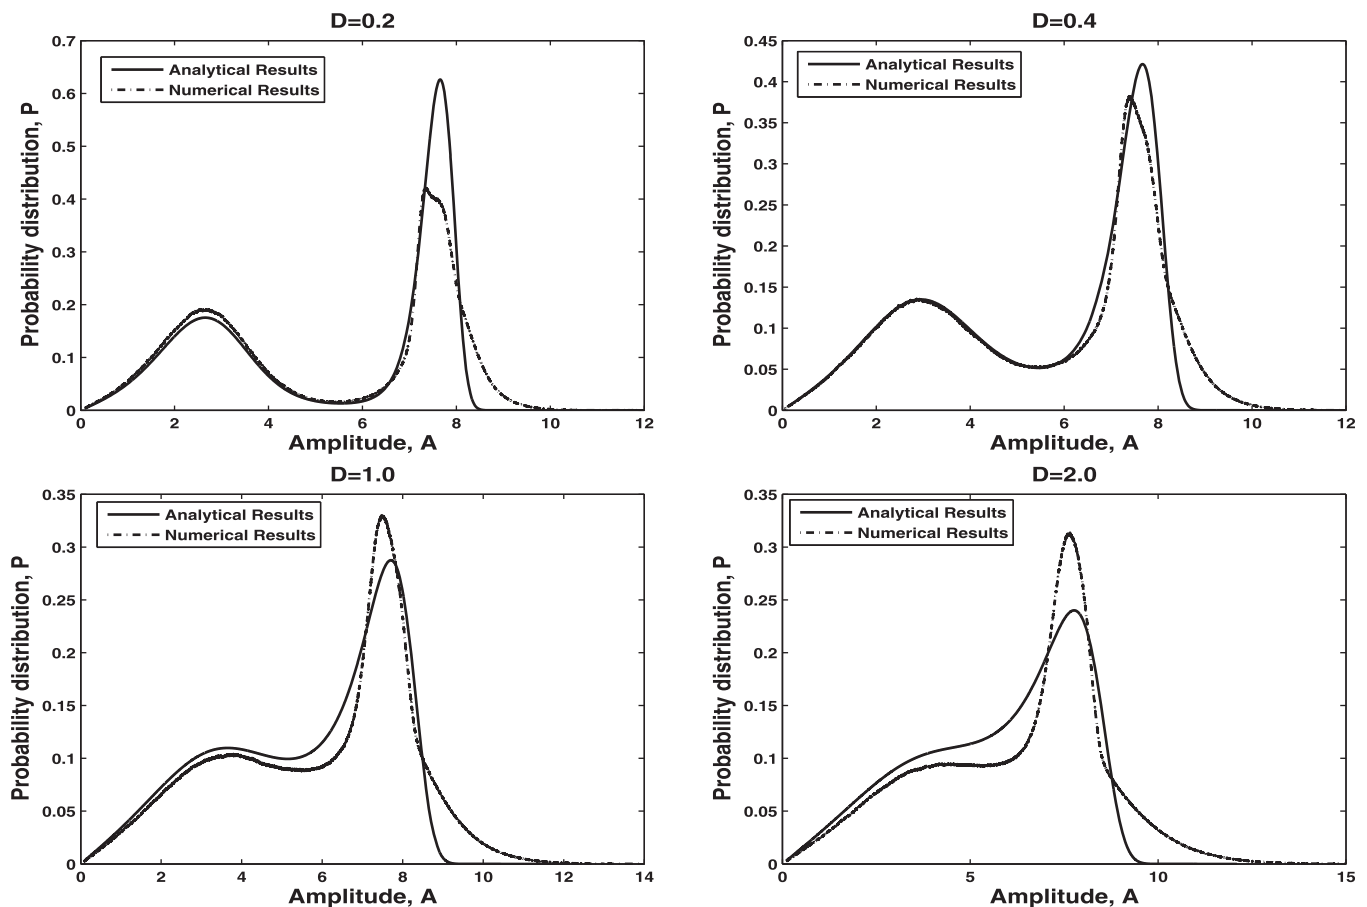 D=0.2
0.7
0.6
0.5
0.4
0.3
0.2
0.1
0
Probability distribution, P
Analytical Results
Numerical Results
0 2 4 6 8 10 12
Amplitude, A
D=0.4
0.45
0.4
0.35
0.3
0.25
0.2
0.15
0.1
0.05
0
Probability distribution, P
Analytical Results
Numerical Results
0 2 4 6 8 10 12
Amplitude, A
D=1.0
0.35
0.3
0.25
0.2
0.15
0.1
0.05
0
Probability distribution, P
Analytical Results
Numerical Results
0 2 4 6 8 10 12 14
Amplitude, A
D=2.0
0.35
0.3
0.25
0.2
0.15
0.1
0.05
0
Probability distribution, P
Analytical Results
Numerical Results
0 5 10 15
Amplitude, A